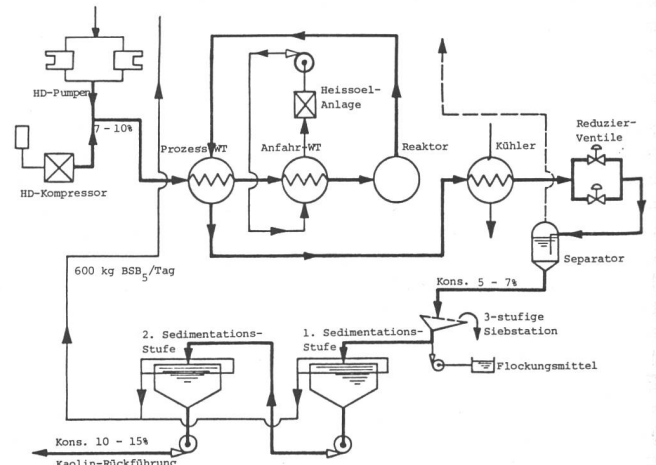 HD-Pumpen
7 - 10%
HD-Kompressor
Prozess-WT
Anfahr-WT
Heissoel-
Anlage
Reaktor
Kühler
Reduzier-
Ventile
Separator
600 kg BSB5/Tag
Kons. 5 - 7%
3-stufige
Siebstation
Flockungsmittel
2. Sedimentations-
Stufe
1. Sedimentations-
Stufe
Kons. 10 - 15%
Kaolin-Rückführung